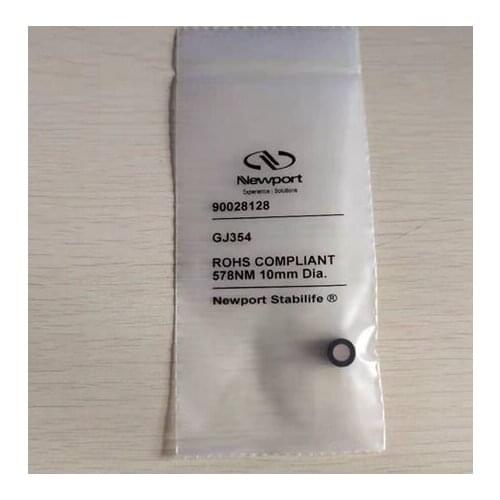 Newport
Experience | Solutions
90028128
GJ354
ROHS COMPLIANT
578NM 10mm Dia.
Newport Stabilife ®